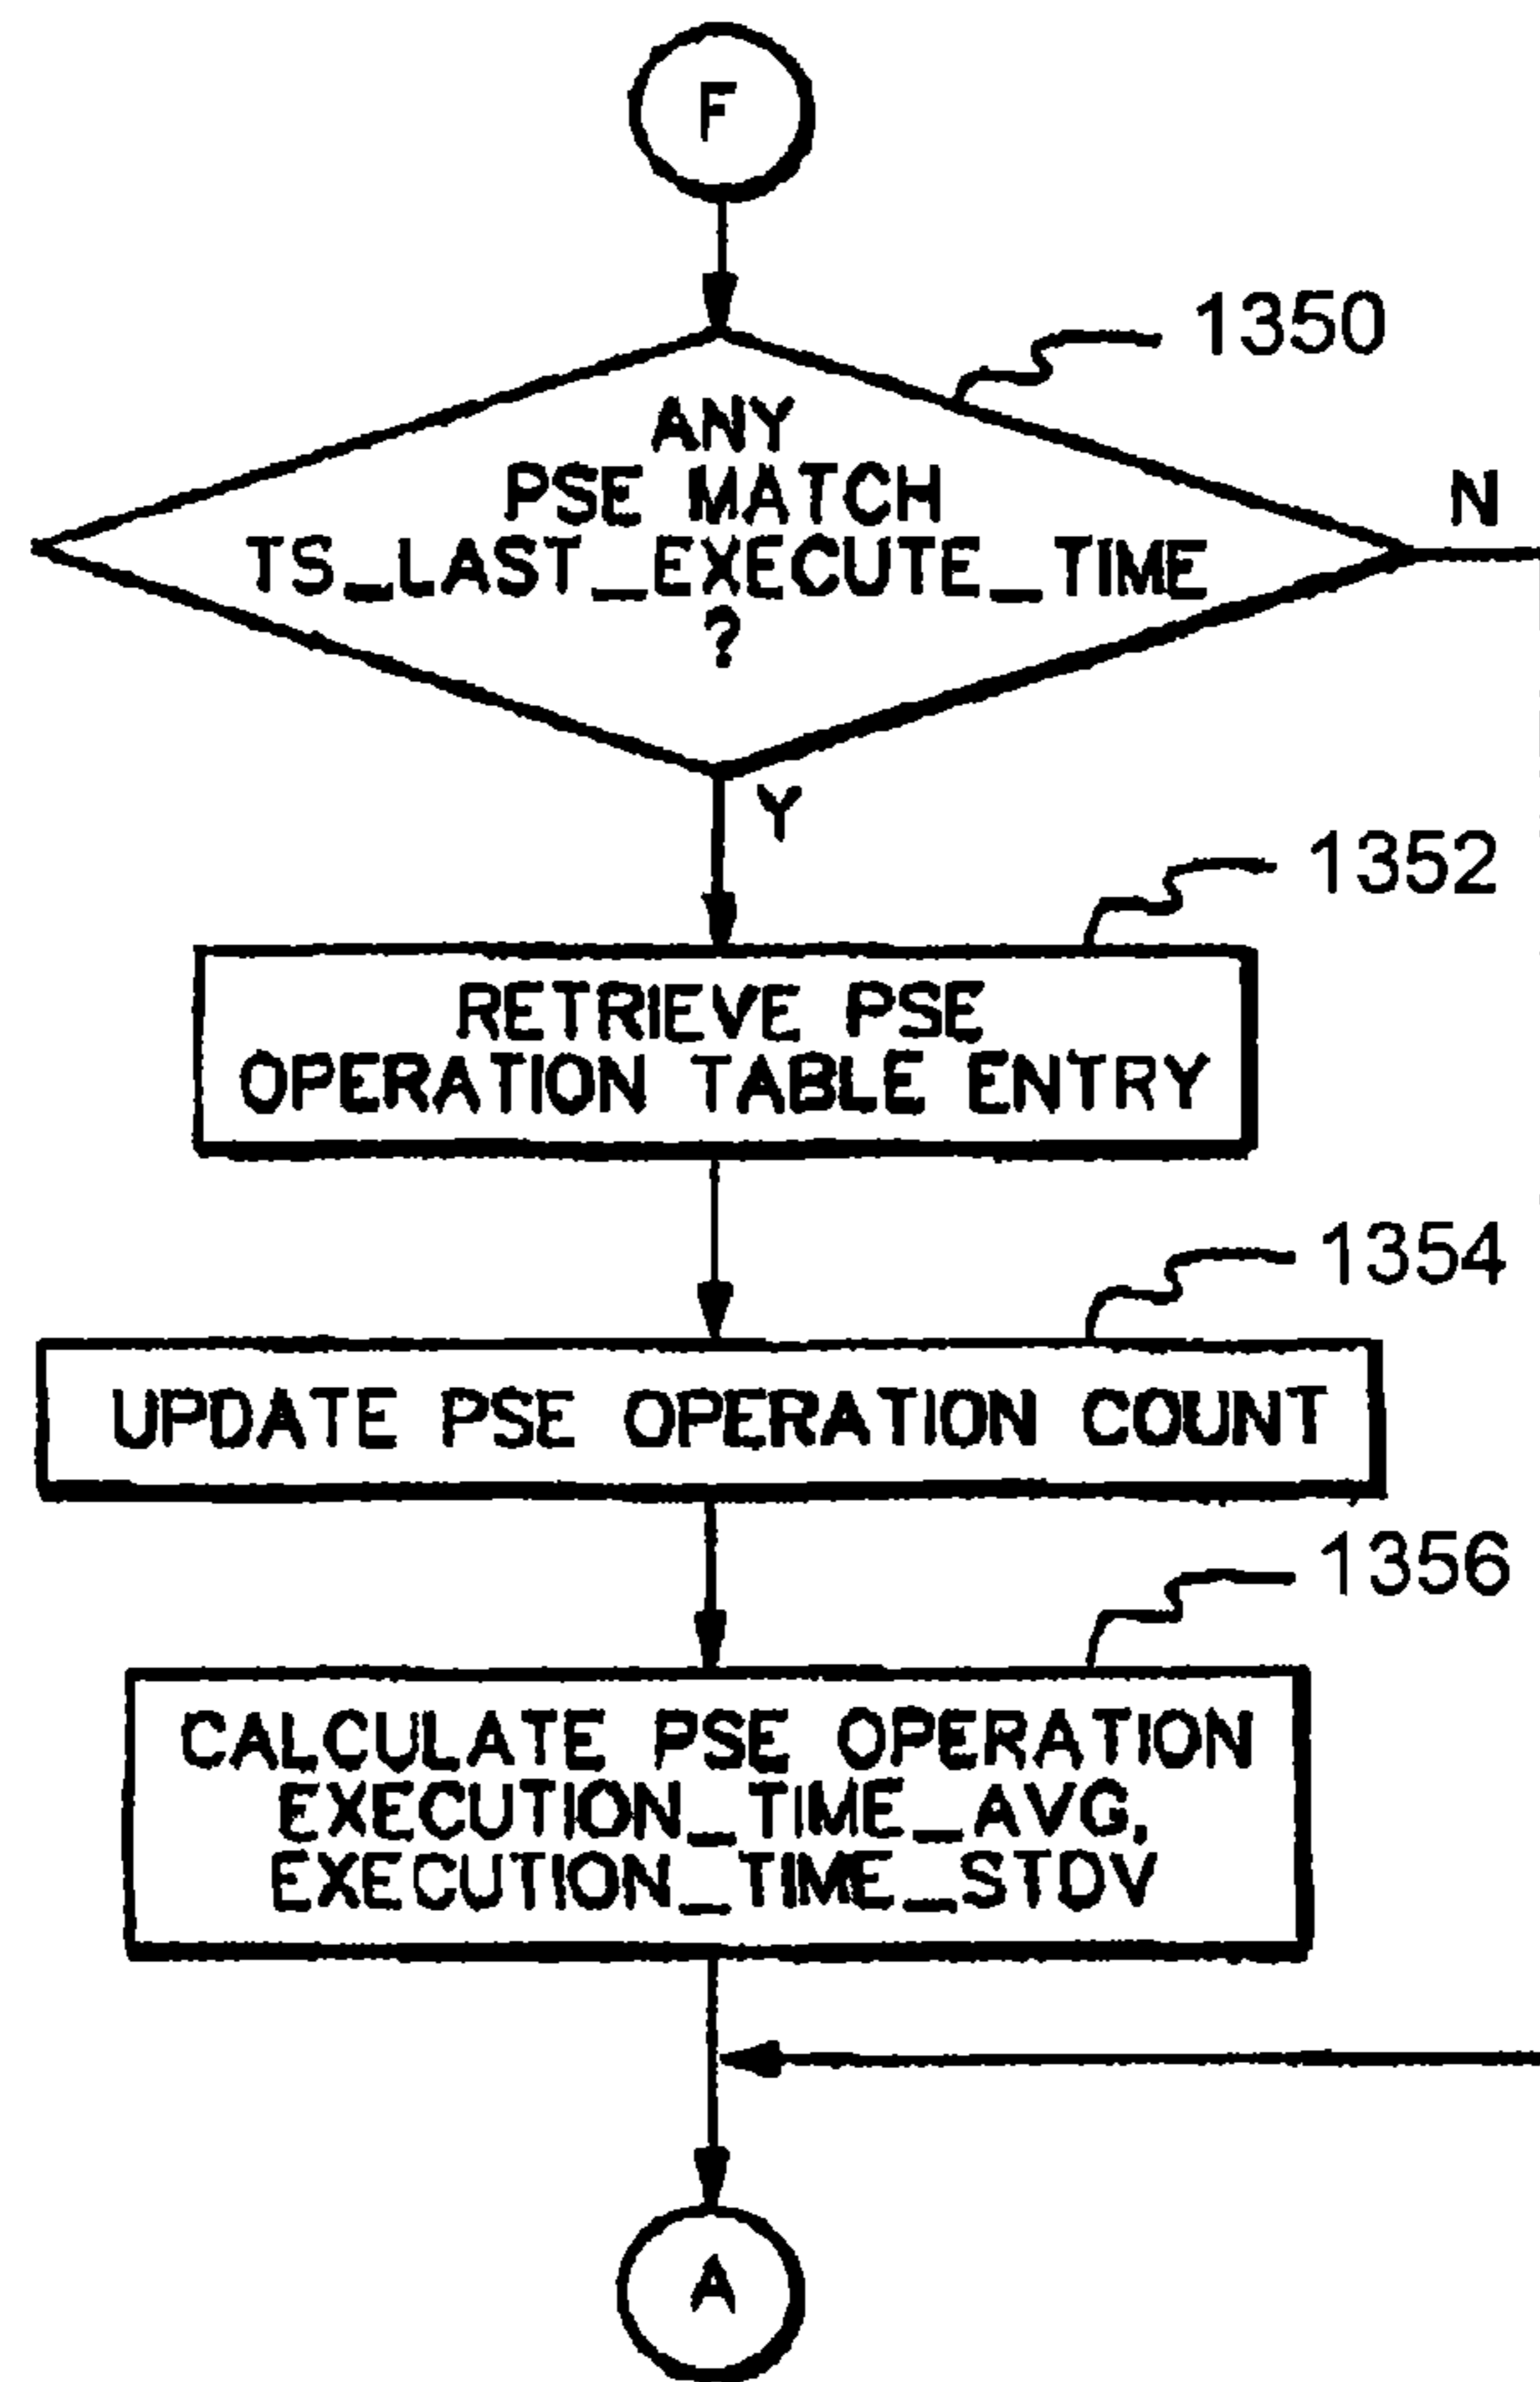 F
1350
ANY
PSE MATCH
TS_LAST_EXECUTE_TIME
?
N
Y
1352
RETRIEVE PSE
OPERATION TABLE ENTRY
1354
UPDATE PSE OPERATION COUNT
1356
CALCULATE PSE OPERATION
EXECUTION_TIME_AVG,
EXECUTION_TIME_STDV
A